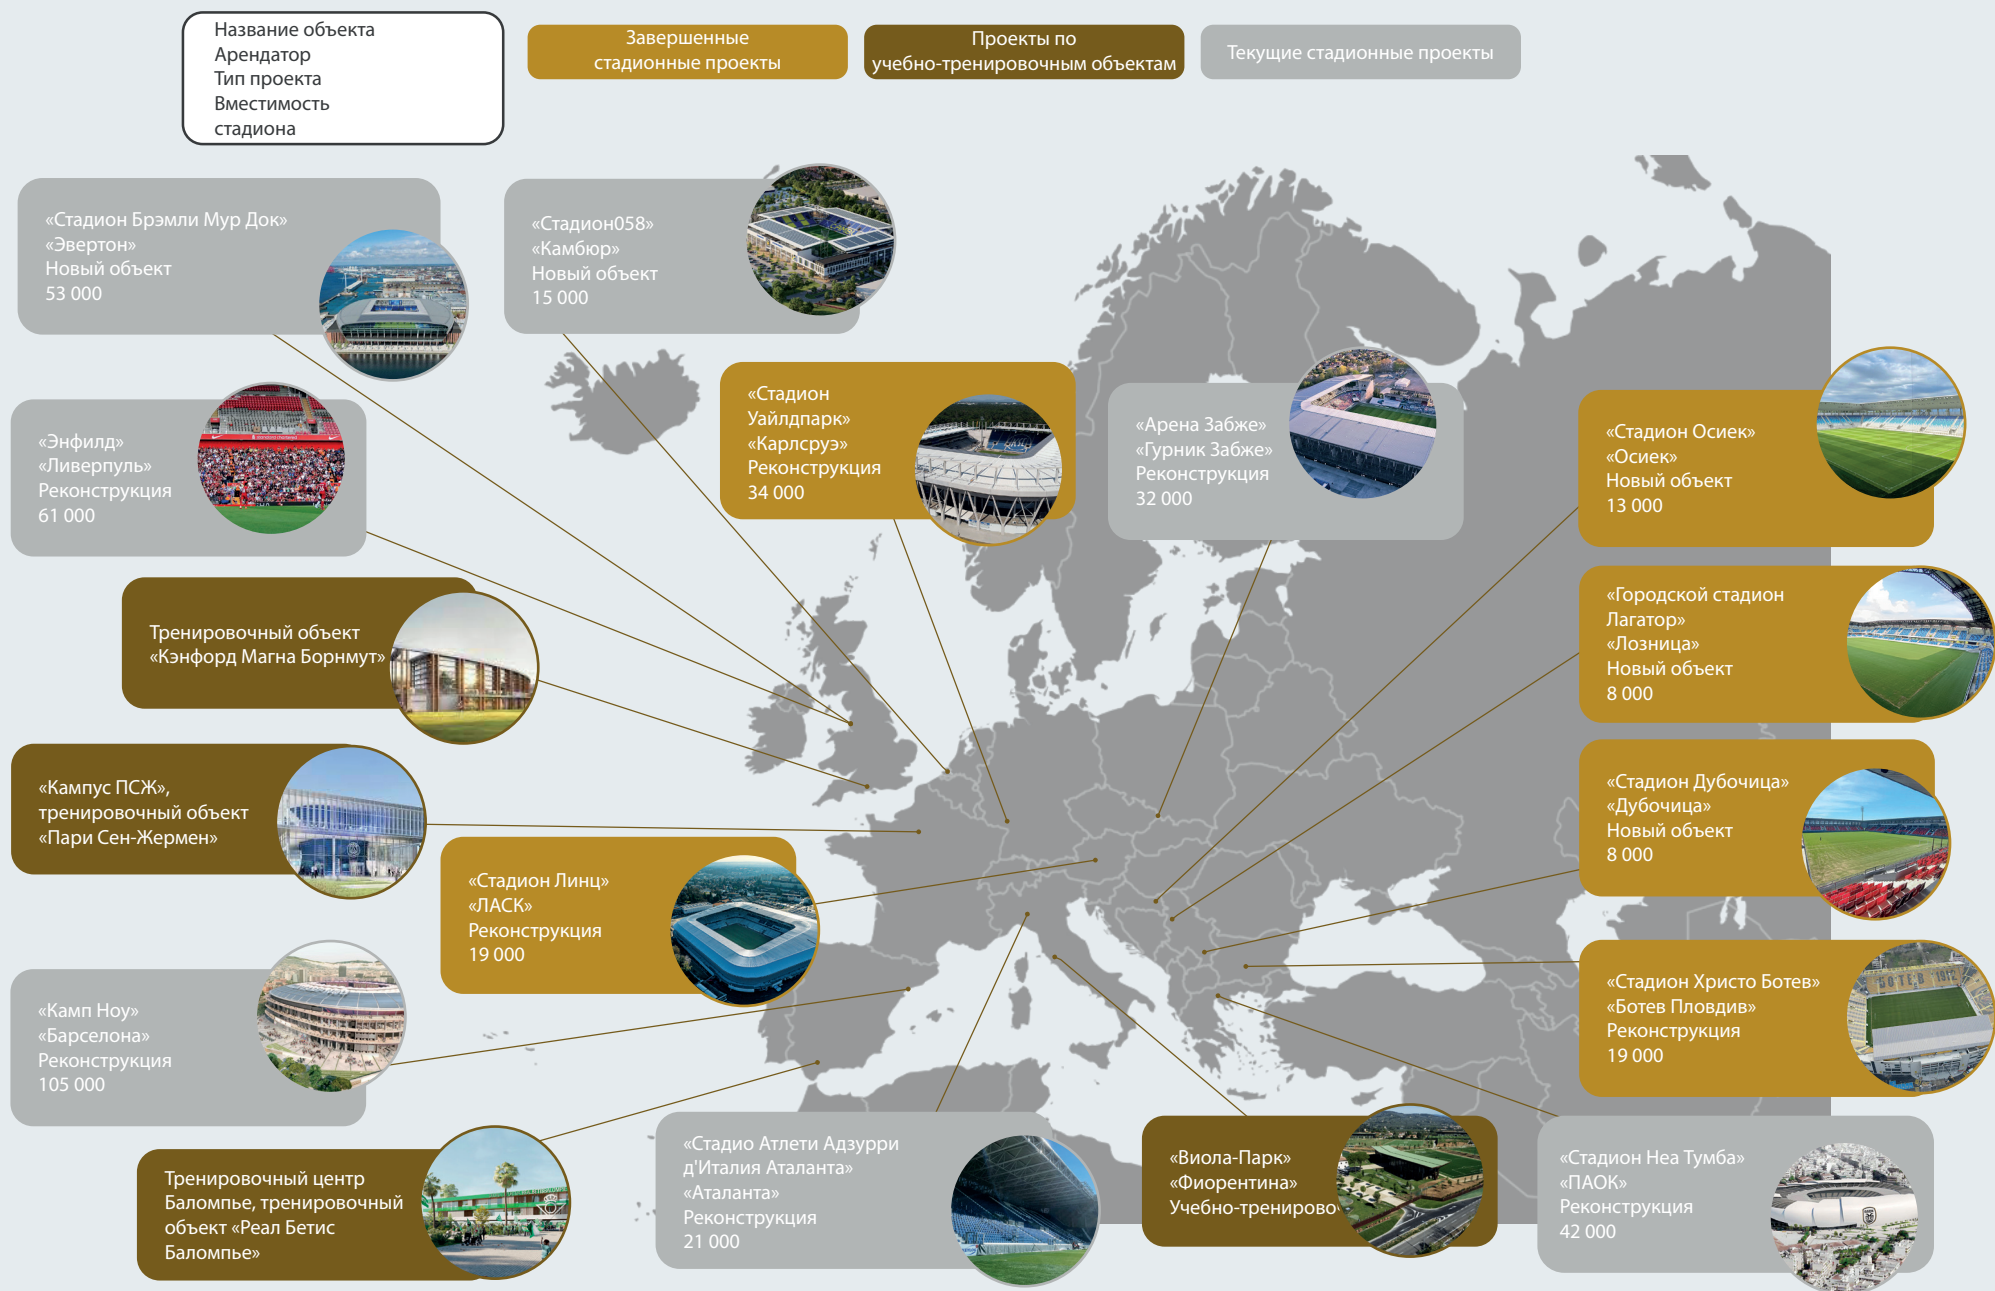 Название объекта
Арендатор
Тип проекта
Вместимость
стадиона
Завершенные
стадионные проекты
Проекты по
учебно-тренировочным объектам
Текущие стадионные проекты
«Стадион Брэмли Мур Док»
«Эвертон»
Новый объект
53 000
«Стадион058»
«Камбюр»
Новый объект
15 000
«Энфилд»
«Ливерпуль»
Реконструкция
61 000
«Стадион
Уайлдпарк»
«Карлсруэ»
Реконструкция
34 000
«Арена Забже»
«Гурник Забже»
Реконструкция
32 000
«Стадион Осиек»
«Осиек»
Новый объект
13 000
Тренировочный объект
«Кэнфорд Магна Борнмут»
«Городской стадион
Лагатор»
«Лозница»
Новый объект
8 000
«Кампус ПСЖ»,
тренировочный объект
«Пари Сен-Жермен»
«Стадион Линц»
«ЛАСК»
Реконструкция
19 000
«Стадион Дубочица»
«Дубочица»
Новый объект
8 000
«Камп Ноу»
«Барселона»
Реконструкция
105 000
«Стадион Христо Ботев»
«Ботев Пловдив»
Реконструкция
19 000
БОТЕВ 1912
Тренировочный центр
Баломпье, тренировочный
объект «Реал Бетис
Баломпье»
«Стадио Атлети Адзурри
д'Италия Аталанта»
«Аталанта»
Реконструкция
21 000
«Виола-Парк»
«Фиорентина»
Учебно-тренирово
«Стадион Неа Тумба»
«ПАОК»
Реконструкция
42 000